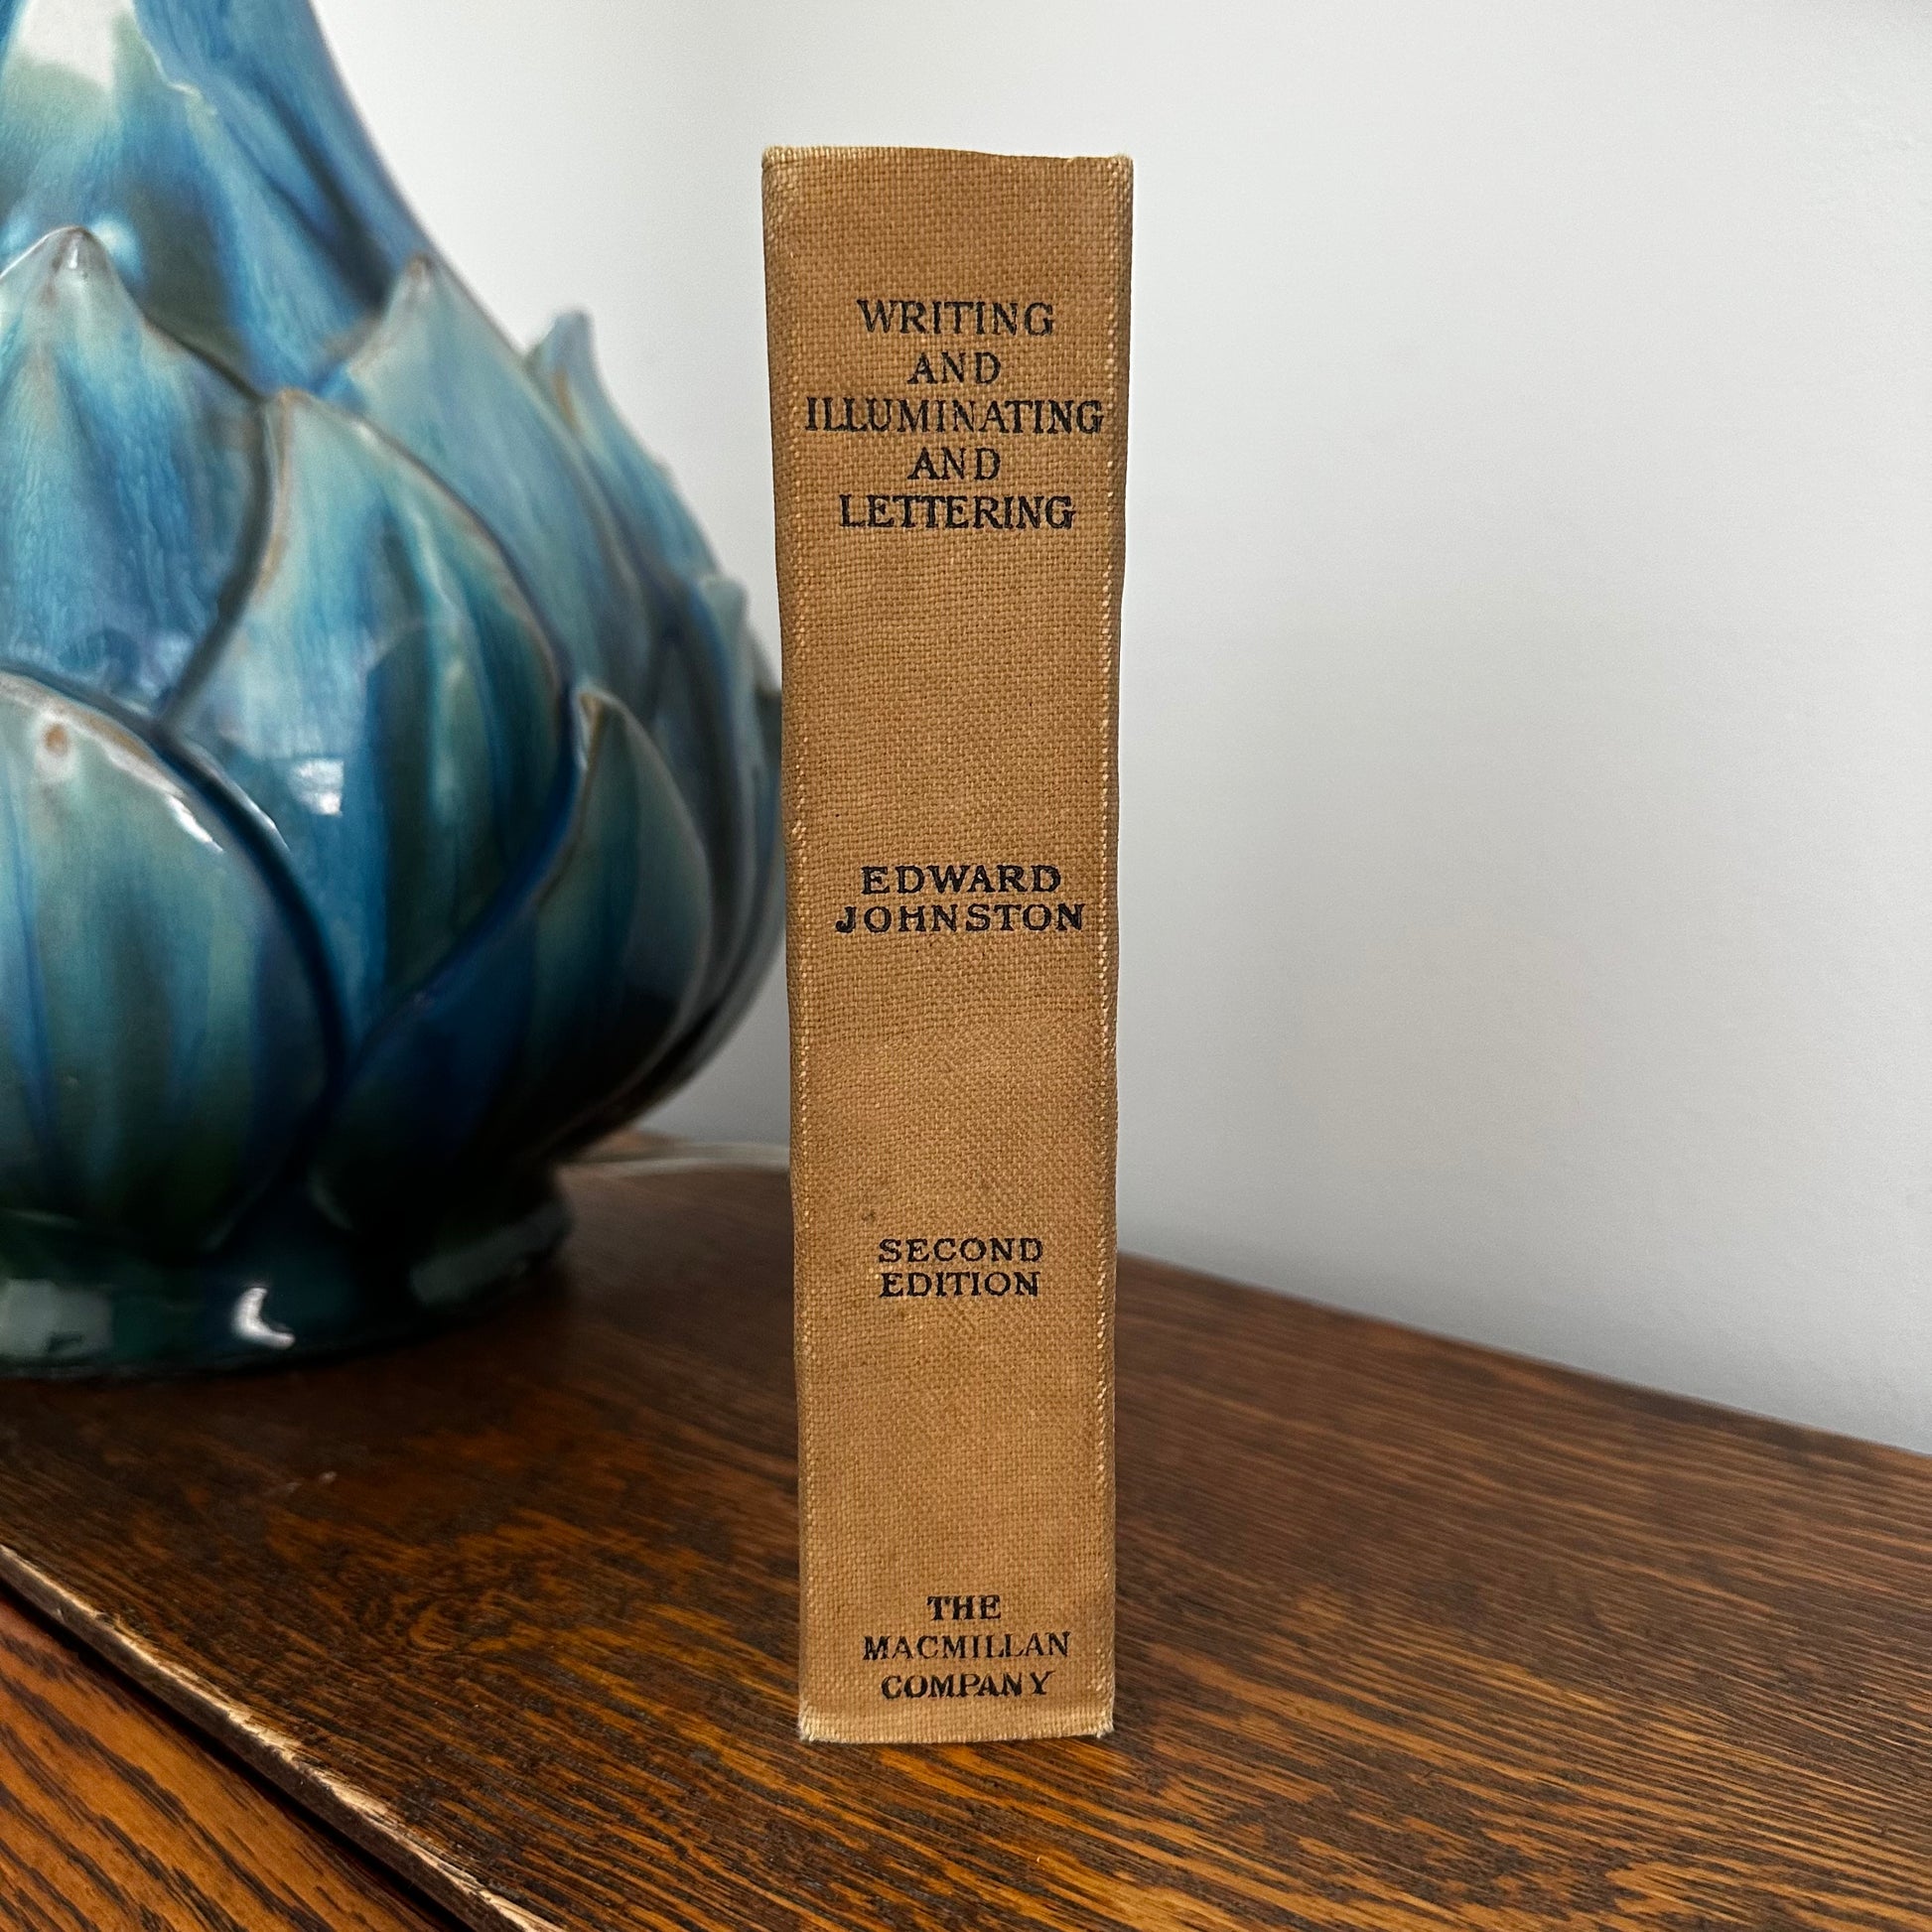 WRITING
AND
ILLUMINATING
AND
LETTERING
EDWARD
JOHNSTON
SECOND
EDITION
THE
MACMILLAN
COMPANY